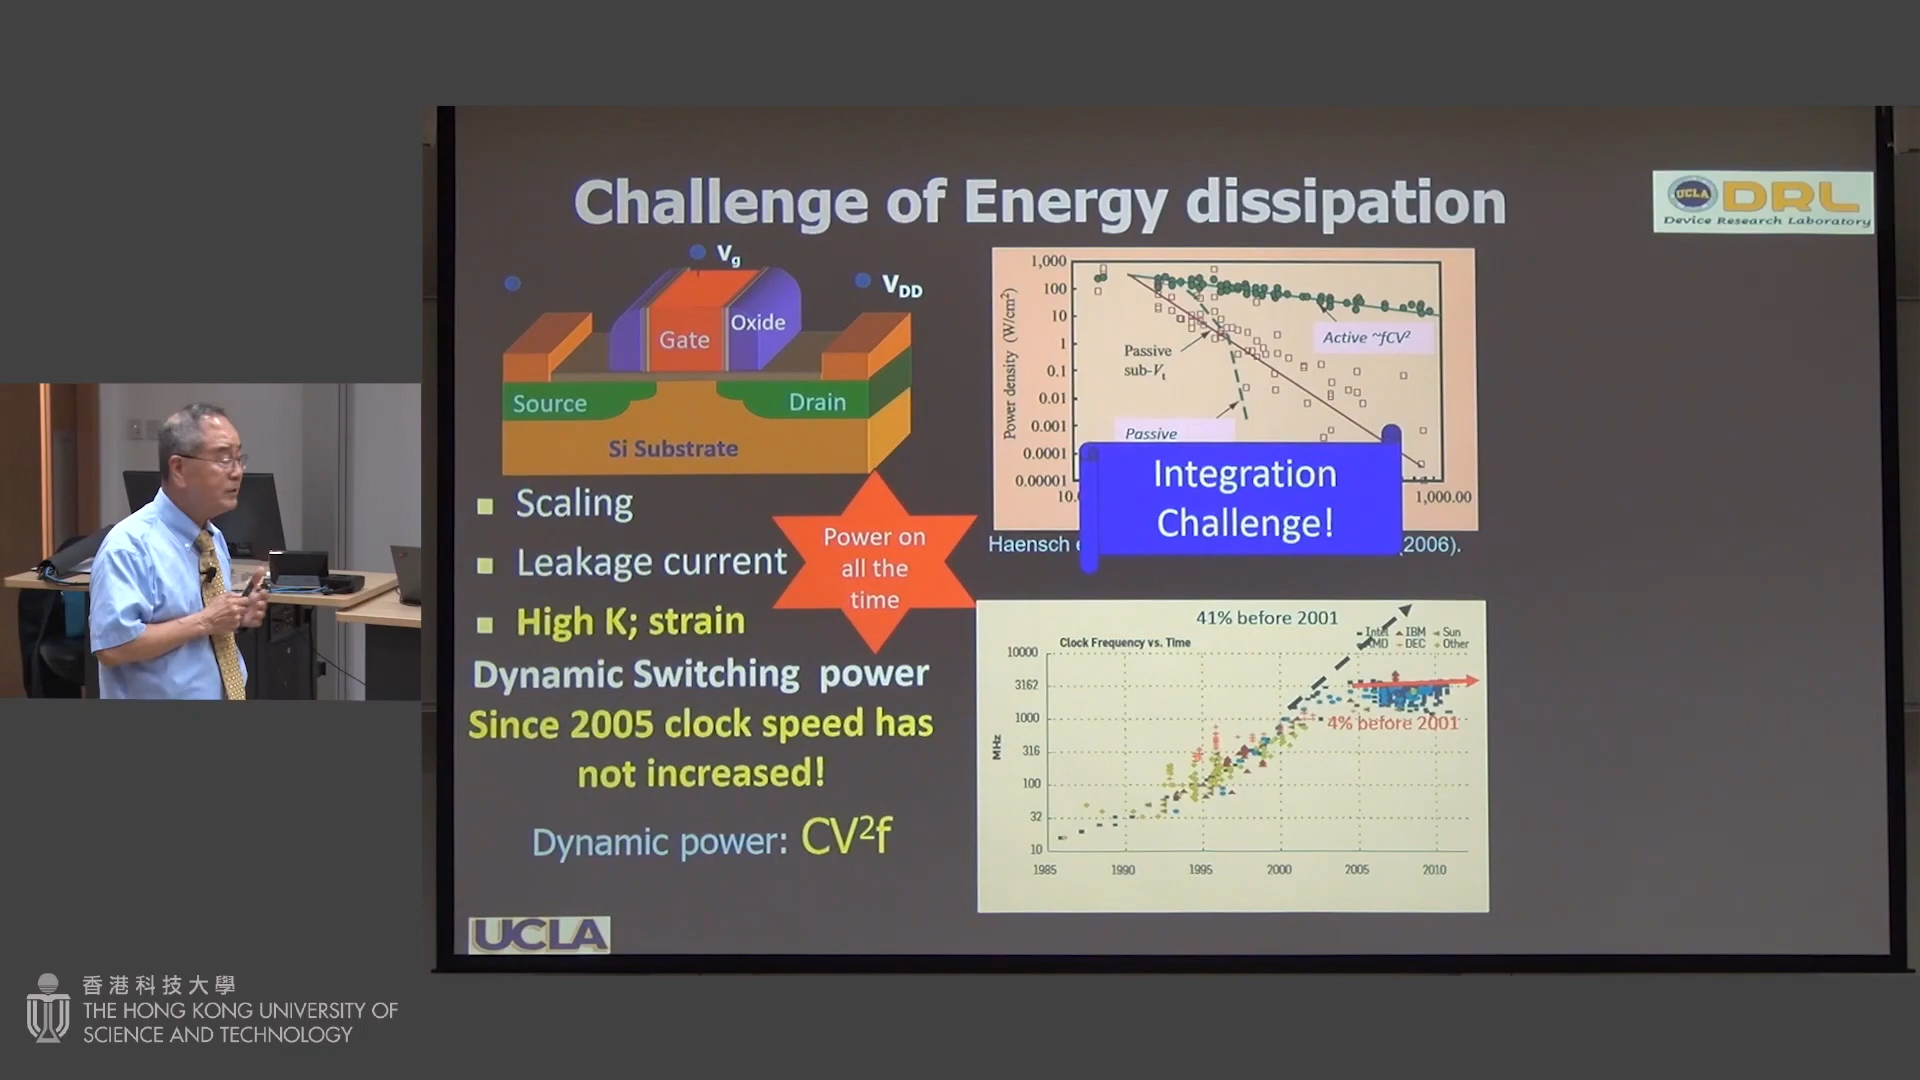 Challenge of Energy dissipation
UCLA DRL
Device Research Laboratory
Vg
VDD
Gate
Oxide
Source
Drain
Si Substrate
Scaling
Leakage current
High K; strain
Power on
all the
time
Dynamic Switching power
Since 2005 clock speed has
not increased!
Dynamic power: CV²f
UCLA
Power density (W/cm²)
1,000
100
10
1
0.1
0.01
0.001
0.0001
0.00001
1,000.00
Active ~fCV²
Passive
sub-Vt
Passive
Integration
Challenge!
Haensch
(2006).
41% before 2001
Clock Frequency vs. Time
Intel IBM Sun
AMD DEC Other
MHz
10000
3162
1000
316
100
32
10
4% before 2001
1985 1990 1995 2000 2005 2010
香港科技大學
THE HONG KONG UNIVERSITY OF
SCIENCE AND TECHNOLOGY